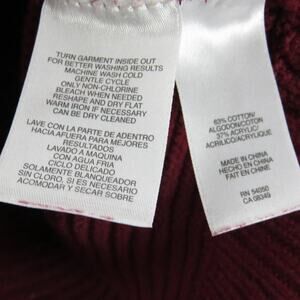 TURN GARMENT INSIDE OUT
FOR BETTER WASHING RESULTS
MACHINE WASH COLD
GENTLE CYCLE
ONLY NON-CHLORINE
BLEACH WHEN NEEDED
RESHAPE AND DRY FLAT
WARM IRON IF NECESSARY
CAN BE DRY CLEANED
LAVE CON LA PARTE DE ADENTRO
HACIA AFUERA PARA MEJORES
RESULTADOS
LAVADO A MAQUINA
CON AGUA FRIA
CICLO DELICADO
SOLAMENTE BLANQUEADOR
SIN CLORO, SI ES NECESARIO
ACOMODAR Y SECAR SOBRE
63% COTTON/
ALGODON/COTON
37% ACRYLIC/
ACRILICO/ACRYLIQUE
MADE IN CHINA
HECHO EN CHINA
FAIT EN CHINE
RN 54050
CA 08349